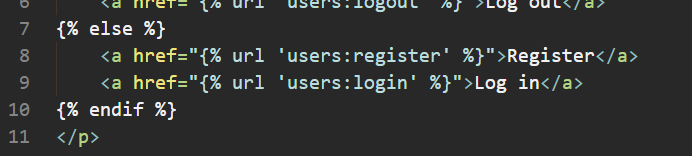 6 <a href="{% url 'users:logout' %}">Log out</a>
7 {% else %}
8 <a href="{% url 'users:register' %}">Register</a>
9 <a href="{% url 'users:login' %}">Log in</a>
10 {% endif %}
11 </p>